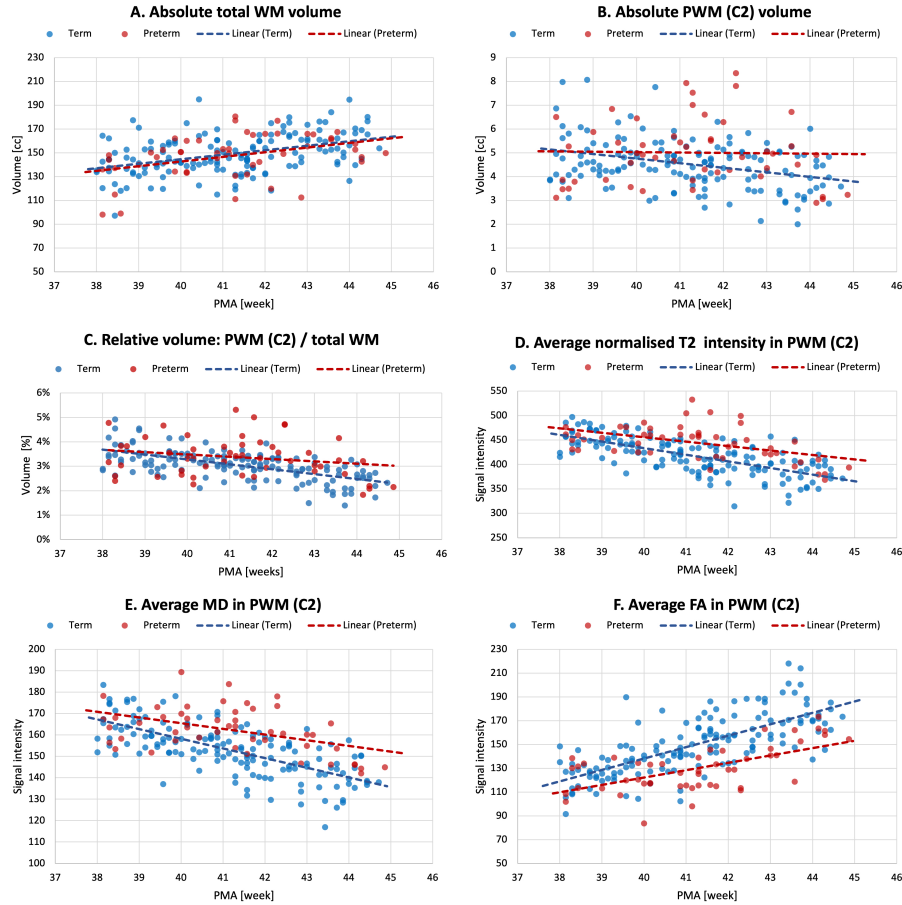 A. Absolute total WM volume
Term Preterm Linear (Term) Linear (Preterm)
Volume [cc]
230
210
190
170
150
130
110
90
70
50
37 38 39 40 41 42 43 44 45 46
PMA [week]
B. Absolute PWM (C2) volume
Term Preterm Linear (Term) Linear (Preterm)
Volume [cc]
9
8
7
6
5
4
3
2
1
0
37 38 39 40 41 42 43 44 45 46
PMA [week]
C. Relative volume: PWM (C2) / total WM
Term Preterm Linear (Term) Linear (Preterm)
Volume [%]
6%
5%
4%
3%
2%
1%
0%
37 38 39 40 41 42 43 44 45 46
PMA [weeks]
D. Average normalised T2 intensity in PWM (C2)
Term Preterm Linear (Term) Linear (Preterm)
Signal intensity
550
500
450
400
350
300
250
37 38 39 40 41 42 43 44 45 46
PMA [week]
E. Average MD in PWM (C2)
Term Preterm Linear (Term) Linear (Preterm)
Signal intensity
200
190
180
170
160
150
140
130
120
110
100
37 38 39 40 41 42 43 44 45 46
PMA [week]
F. Average FA in PWM (C2)
Term Preterm Linear (Term) Linear (Preterm)
Signal intensity
230
210
190
170
150
130
110
90
70
50
37 38 39 40 41 42 43 44 45 46
PMA [week]